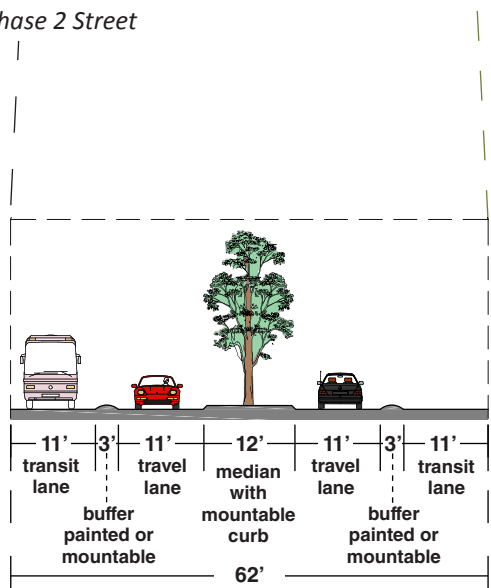 hase 2 Street
11' 3' 11' 12' 11' 3' 11'
transit lane
travel lane
median with mountable curb
travel lane
transit lane
buffer painted or mountable
buffer painted or mountable
62'